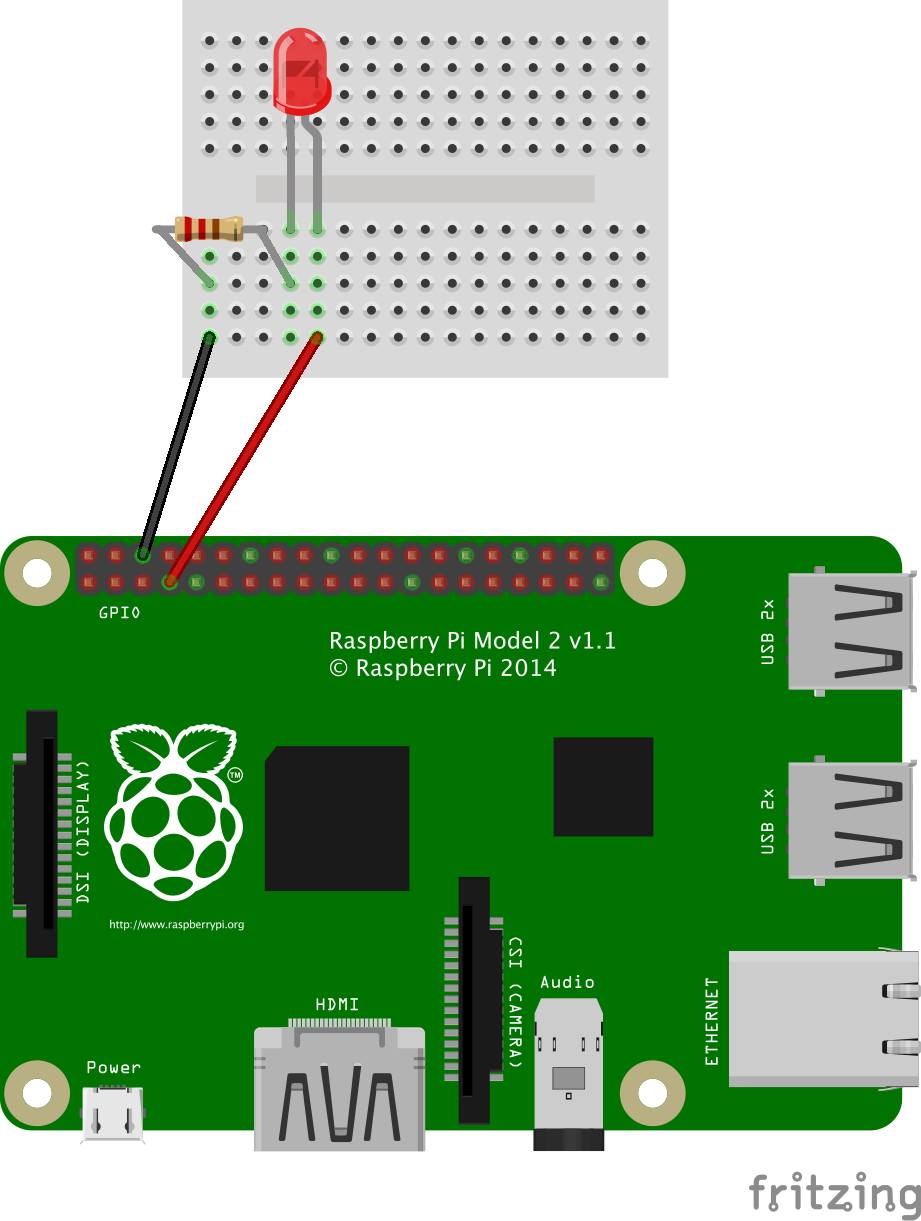 GPIO
Raspberry Pi Model 2 v1.1
© Raspberry Pi 2014
USB 2x
DSI (DISPLAY)
TM
USB 2x
http://www.raspberrypi.org
CSI (CAMERA)
Audio
ETHERNET
HDMI
Power
fritzing